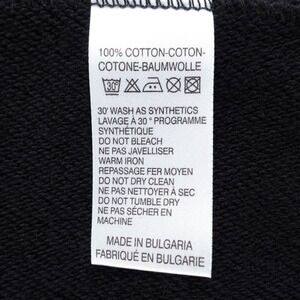 100% COTTON-COTON-
COTONE-BAUMWOLLE
30°
30' WASH AS SYNTHETICS
LAVAGE À 30° PROGRAMME
SYNTHÉTIQUE
DO NOT BLEACH
NE PAS JAVELLISER
WARM IRON
REPASSAGE FER MOYEN
DO NOT DRY CLEAN
NE PAS NETTOYER À SEC
DO NOT TUMBLE DRY
NE PAS SÉCHER EN
MACHINE
MADE IN BULGARIA
FABRIQUÉ EN BULGARIE